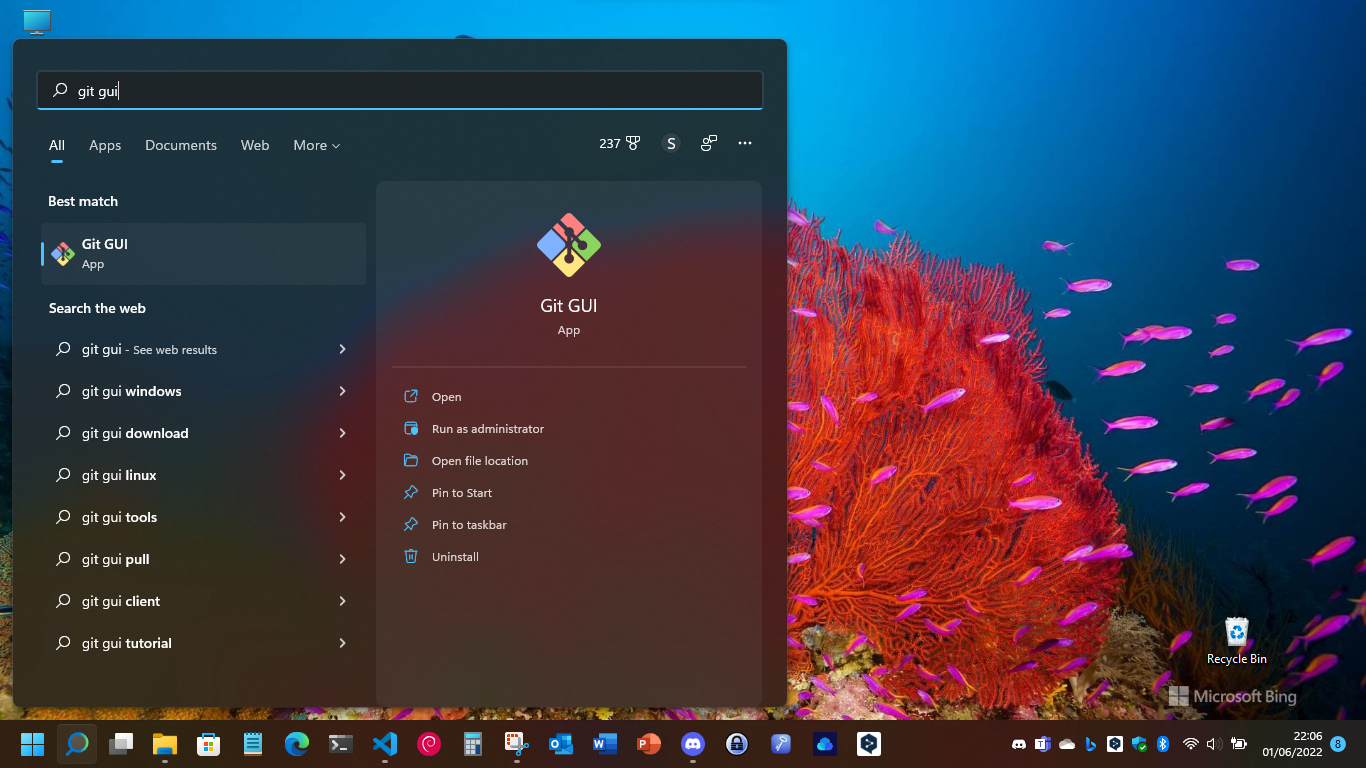 git gui
All Apps Documents Web More
237 S
Best match
Git GUI
App
Search the web
git gui - See web results
git gui windows
git gui download
git gui linux
git gui tools
git gui pull
git gui client
git gui tutorial
Git GUI
App
Open
Run as administrator
Open file location
Pin to Start
Pin to taskbar
Uninstall
Recycle Bin
Microsoft Bing
22:06
01/06/2022
8